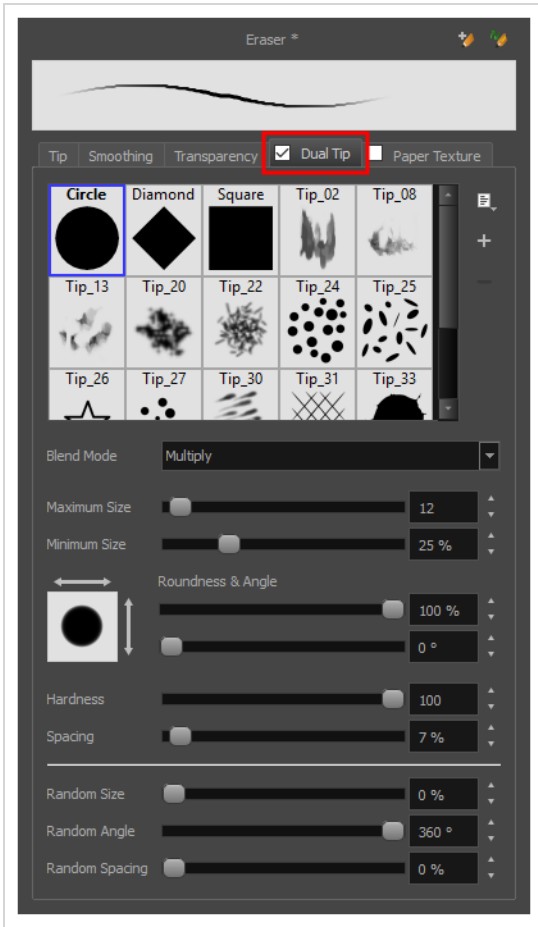 Eraser *
Tip Smoothing Transparency Dual Tip Paper Texture
Circle Diamond Square Tip_02 Tip_08
Tip_13 Tip_20 Tip_22 Tip_24 Tip_25
Tip_26 Tip_27 Tip_30 Tip_31 Tip_33
Blend Mode Multiply
Maximum Size 12
Minimum Size 25 %
Roundness & Angle
100 %
0 °
Hardness 100
Spacing 7 %
Random Size 0 %
Random Angle 360 °
Random Spacing 0 %